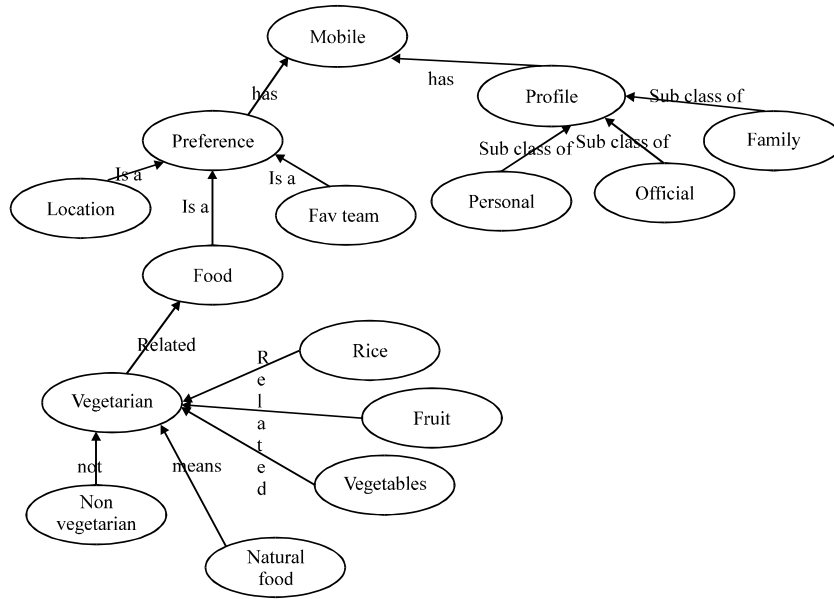 Mobile
has
has
Profile
Sub class of
Family
Preference
Sub class of
Sub class of
Is a
Is a
Location
Is a
Fav team
Personal
Official
Food
Related
Related
Rice
Vegetarian
Fruit
not
means
Vegetables
Non
vegetarian
Natural
food